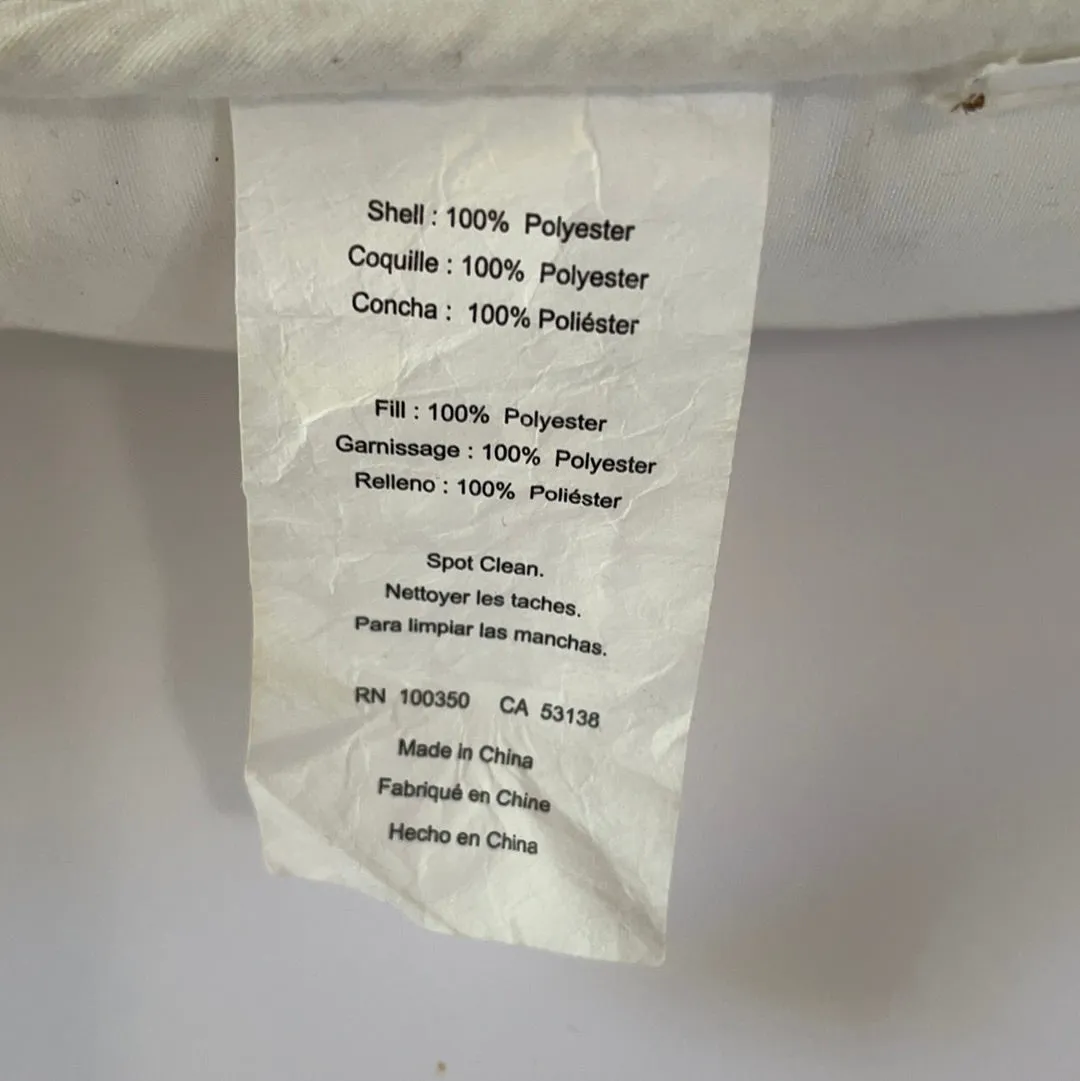 Shell : 100% Polyester
Coquille : 100% Polyester
Concha : 100% Poliéster
Fill : 100% Polyester
Garnissage : 100% Polyester
Relleno : 100% Poliéster
Spot Clean.
Nettoyer les taches.
Para limpiar las manchas.
RN 100350 CA 53138
Made in China
Fabriqué en Chine
Hecho en China